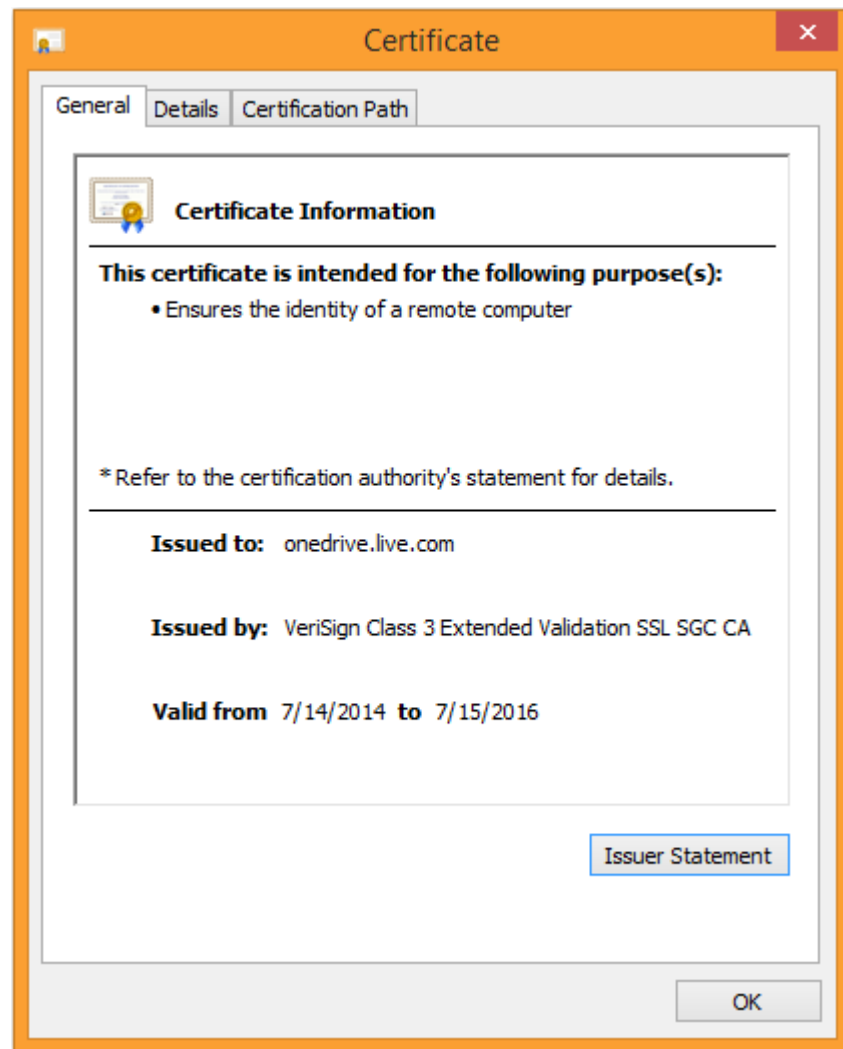 Certificate
General Details Certification Path
Certificate Information
This certificate is intended for the following purpose(s):
• Ensures the identity of a remote computer
* Refer to the certification authority's statement for details.
Issued to: onedrive.live.com
Issued by: VeriSign Class 3 Extended Validation SSL SGC CA
Valid from 7/14/2014 to 7/15/2016
Issuer Statement
OK